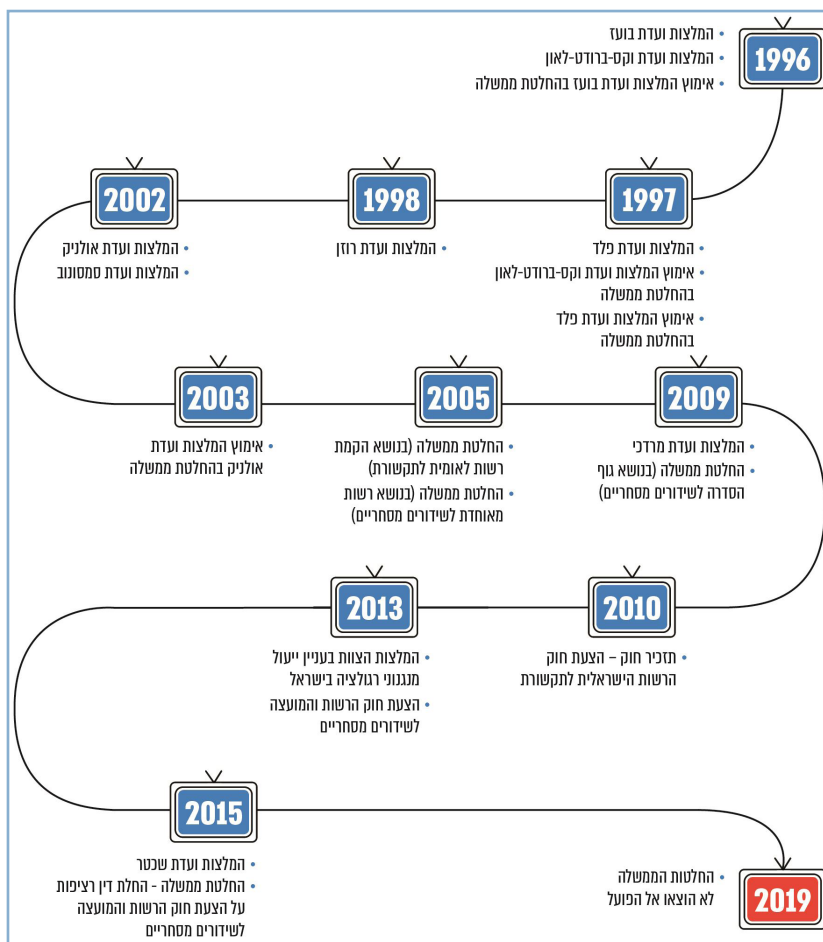 1996
• המלצות ועדת בועז
• המלצות ועדת וקס-ברודט-לאון
• אימוץ המלצות ועדת בועז בהחלטת ממשלה
1997
• המלצות ועדת פלד
• אימוץ המלצות ועדת וקס-ברודט-לאון
בהחלטת ממשלה
• אימוץ המלצות ועדת פלד
בהחלטת ממשלה
1998
• המלצות ועדת רוזן
2002
• המלצות ועדת אולניק
• המלצות ועדת סמסונוב
2003
• אימוץ המלצות ועדת
אולניק בהחלטת ממשלה
2005
• החלטת ממשלה (בנושא הקמת
רשות לאומית לתקשורת)
• החלטת ממשלה (בנושא רשות
מאוחדת לשידורים מסחריים)
2009
• המלצות ועדת מרדכי
• החלטת ממשלה (בנושא גוף
הסדרה לשידורים מסחריים)
2010
• תזכיר חוק – הצעת חוק
הרשות הישראלית לתקשורת
2013
• המלצות הצוות בעניין ייעול
מנגנוני רגולציה בישראל
• הצעת חוק הרשות והמועצה
לשידורים מסחריים
2015
• המלצות ועדת שכטר
• החלטת ממשלה - החלת דין רציפות
על הצעת חוק הרשות והמועצה
לשידורים מסחריים
2019
• החלטות הממשלה
לא הוצאו אל הפועל